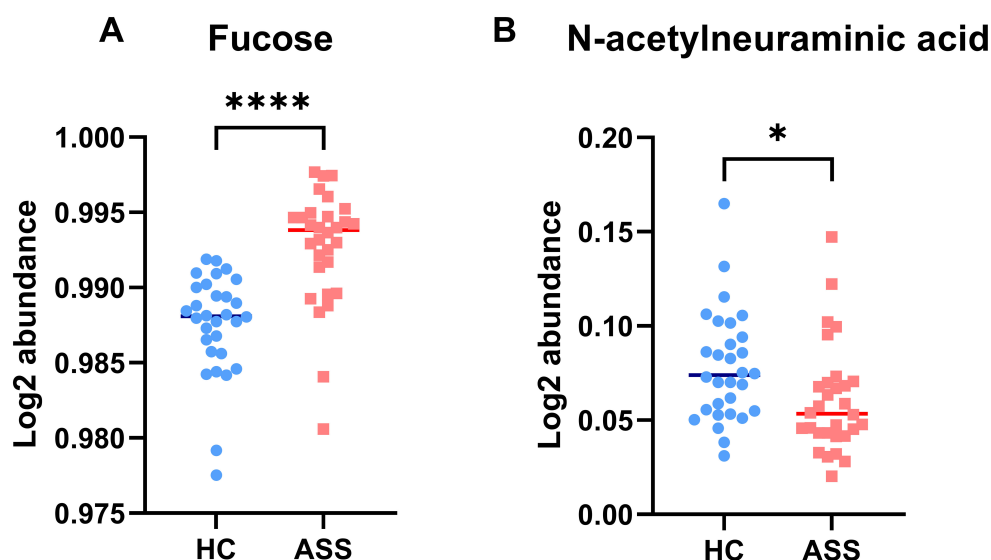 A
Fucose
****
Log2 abundance
1.000
0.995
0.990
0.985
0.980
0.975
HC
ASS
B
N-acetylneuraminic acid
*
Log2 abundance
0.20
0.15
0.10
0.05
0.00
HC
ASS